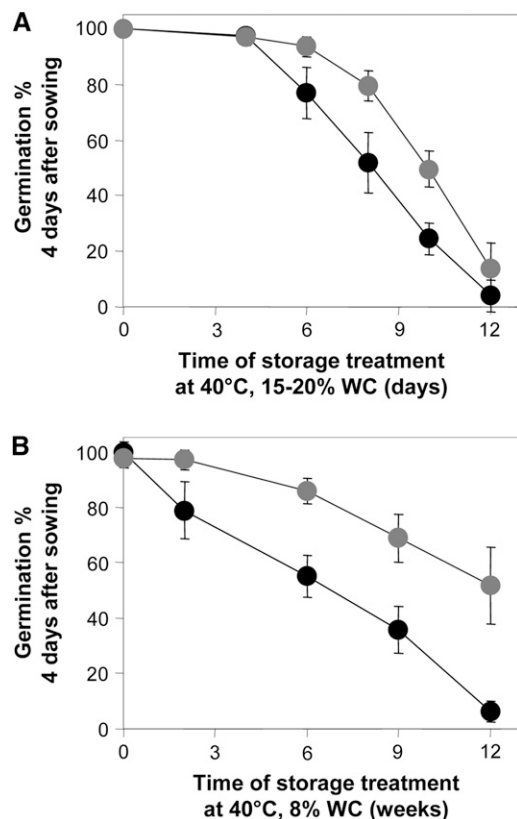 A
Germination %
4 days after sowing
100
80
60
40
20
0
0 3 6 9 12
Time of storage treatment
at 40°C, 15-20% WC (days)
B
Germination %
4 days after sowing
100
80
60
40
20
0
0 3 6 9 12
Time of storage treatment
at 40°C, 8% WC (weeks)